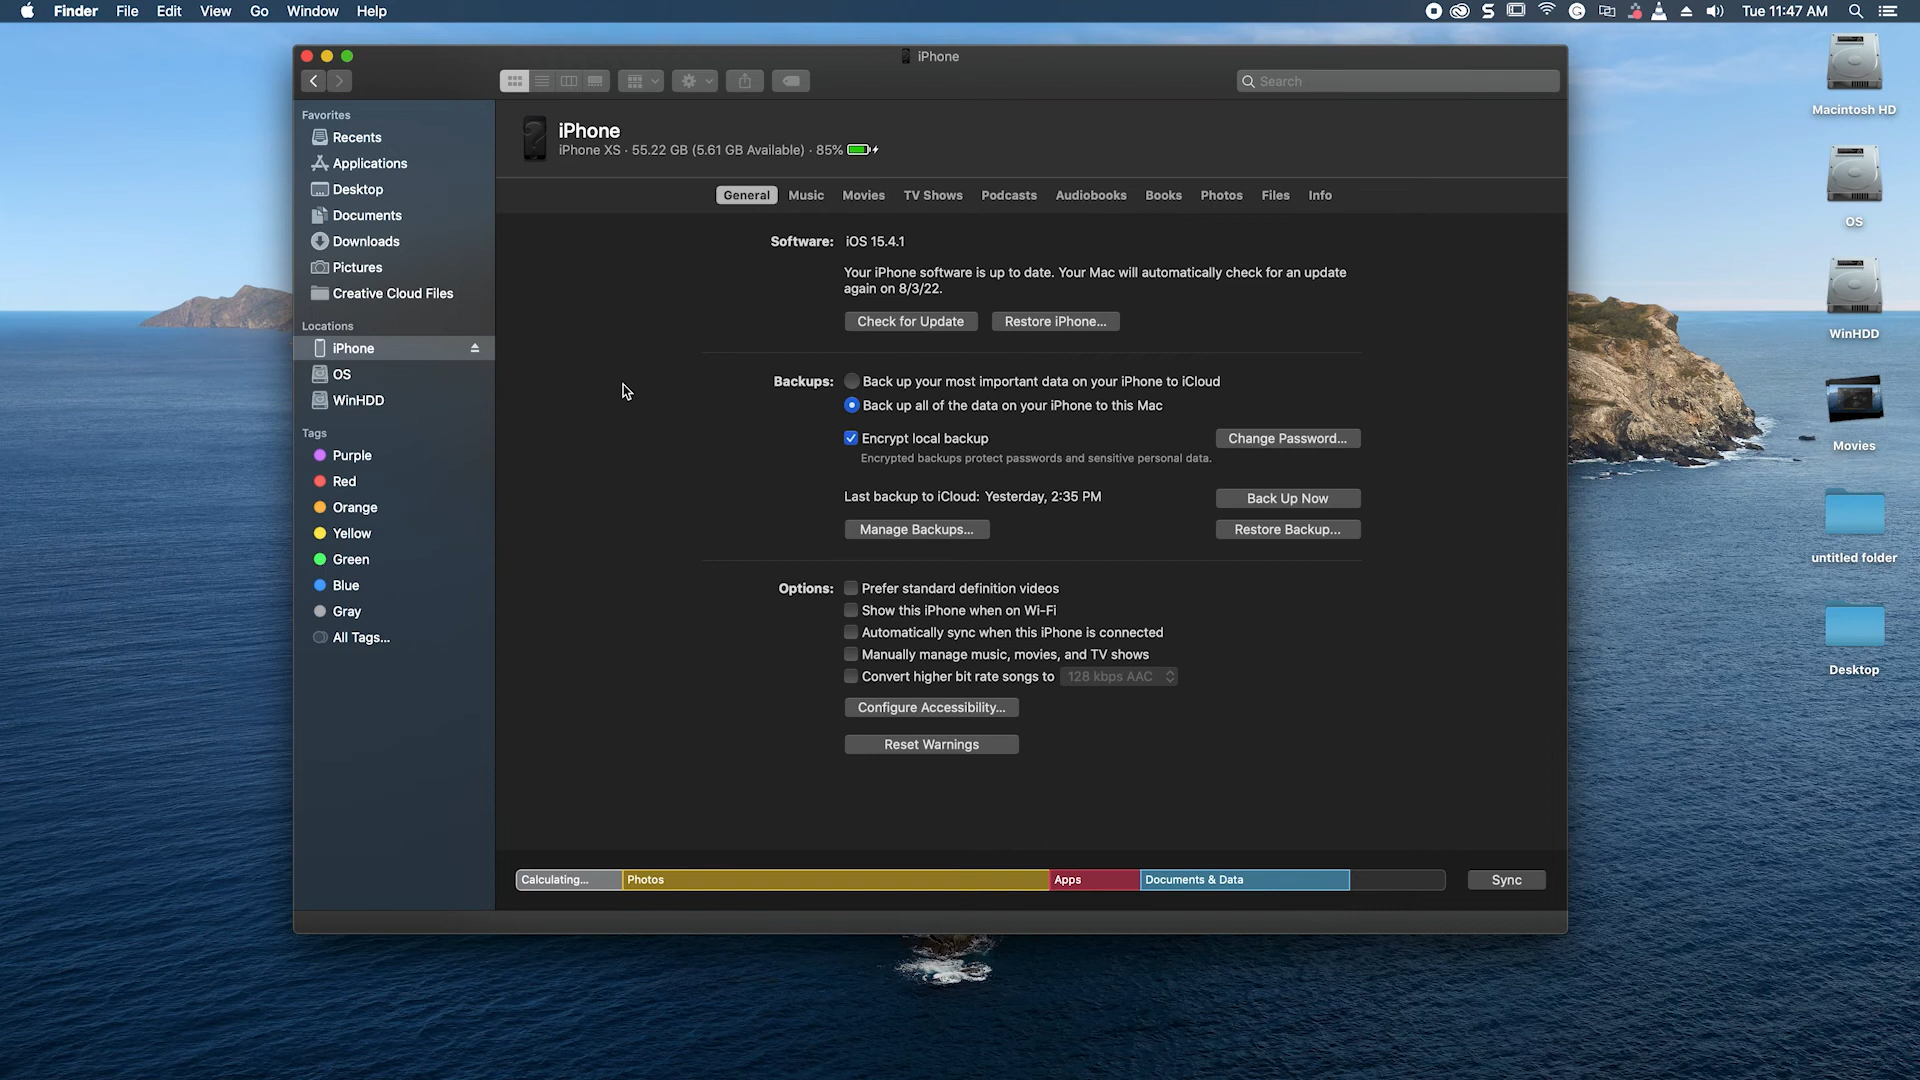 Finder File Edit View Go Window Help
Tue 11:47 AM
iPhone
Search
Favorites
Recents
Applications
Desktop
Documents
Downloads
Pictures
Creative Cloud Files
Locations
iPhone
OS
WinHDD
Tags
Purple
Red
Orange
Yellow
Green
Blue
Gray
All Tags...
iPhone
iPhone XS · 55.22 GB (5.61 GB Available) · 85%
General Music Movies TV Shows Podcasts Audiobooks Books Photos Files Info
Software: iOS 15.4.1
Your iPhone software is up to date. Your Mac will automatically check for an update
again on 8/3/22.
Check for Update Restore iPhone...
Backups: Back up your most important data on your iPhone to iCloud
Back up all of the data on your iPhone to this Mac
Encrypt local backup Change Password...
Encrypted backups protect passwords and sensitive personal data.
Last backup to iCloud: Yesterday, 2:35 PM Back Up Now
Manage Backups... Restore Backup...
Options: Prefer standard definition videos
Show this iPhone when on Wi-Fi
Automatically sync when this iPhone is connected
Manually manage music, movies, and TV shows
Convert higher bit rate songs to 128 kbps AAC
Configure Accessibility...
Reset Warnings
Calculating... Photos Apps Documents & Data Sync
Macintosh HD
OS
WinHDD
Movies
untitled folder
Desktop